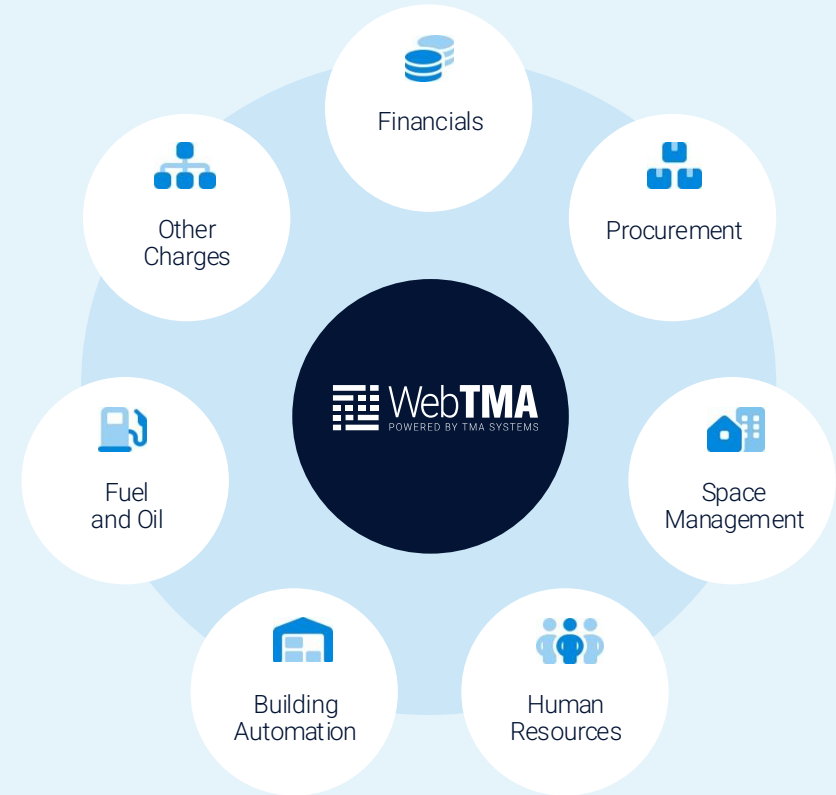 Financials
Other
Charges
Procurement
WebTMA
POWERED BY TMA SYSTEMS
Fuel
and Oil
Space
Management
Building
Automation
Human
Resources